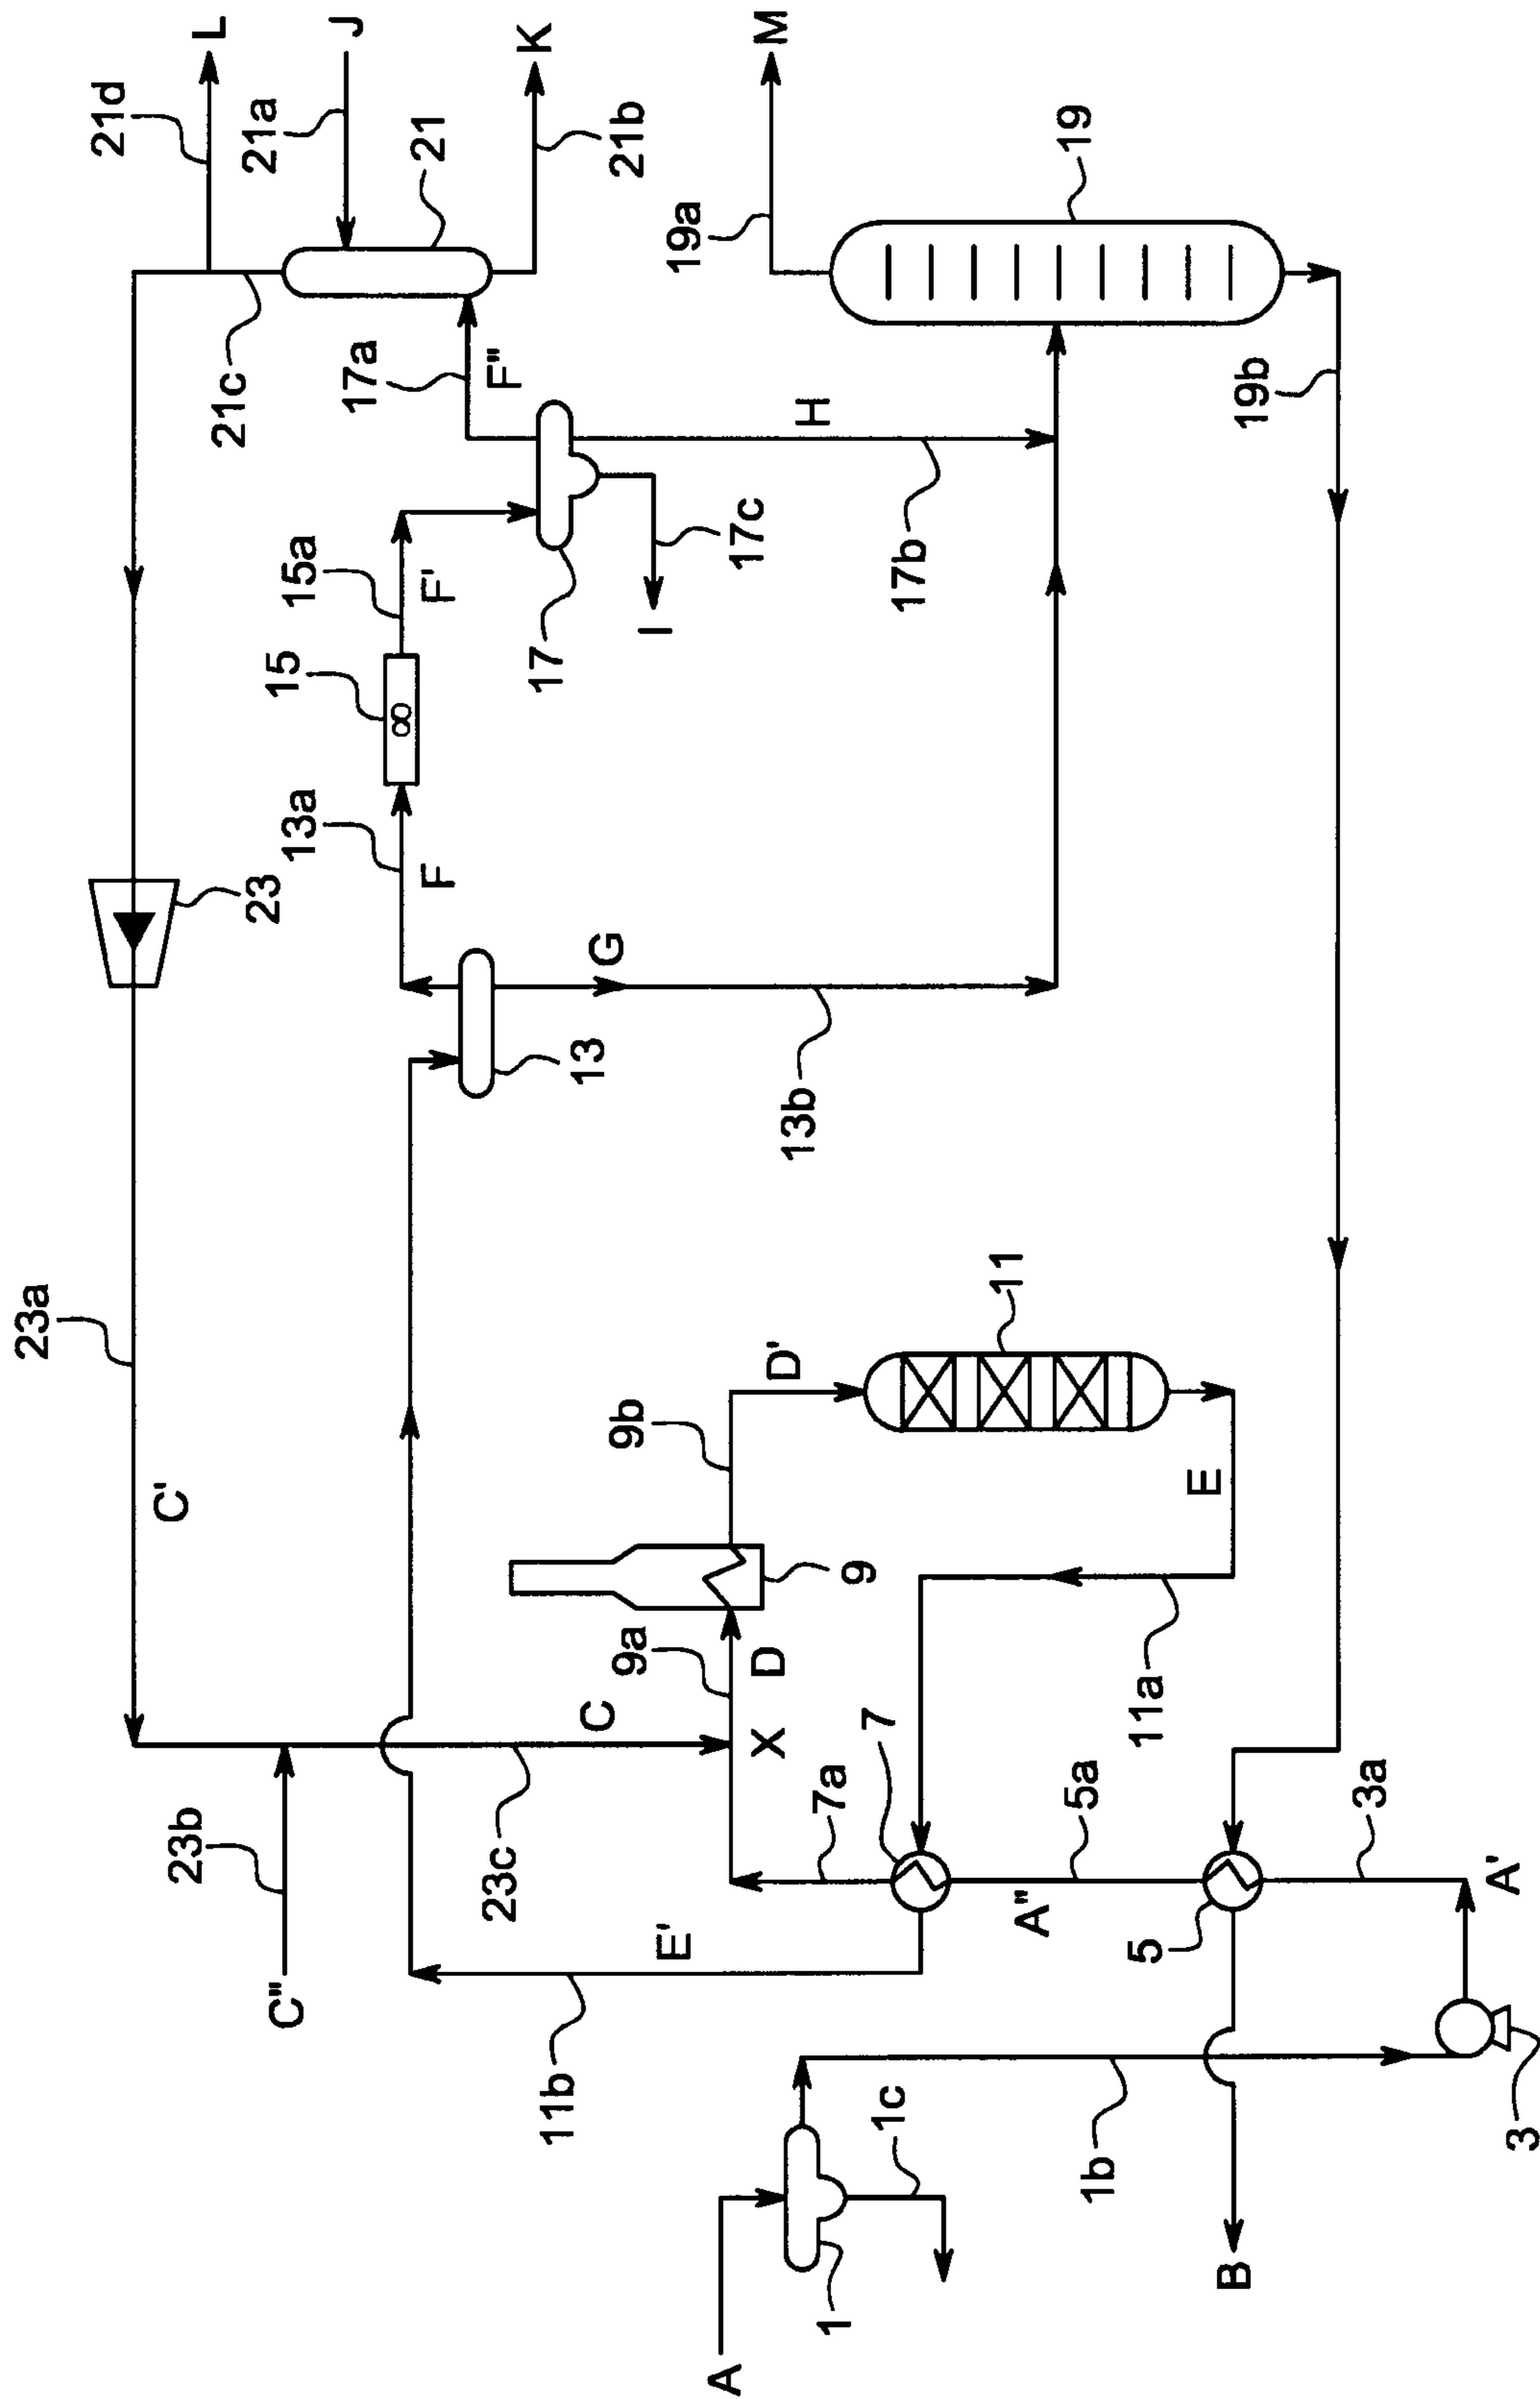 L
21d
J
21a
21
K
21b
21c
17a
F"
M
19a
19
19b
H
17b
17c
17
I
15a
F'
15
13a
F
G
13
13b
23
23a
C'
23b
C"
23c
C
X
D
9a
9
9b
D'
11
E
11a
7
7a
5a
A"
5
3a
A'
3
E'
11b
1b
1c
1
A
B